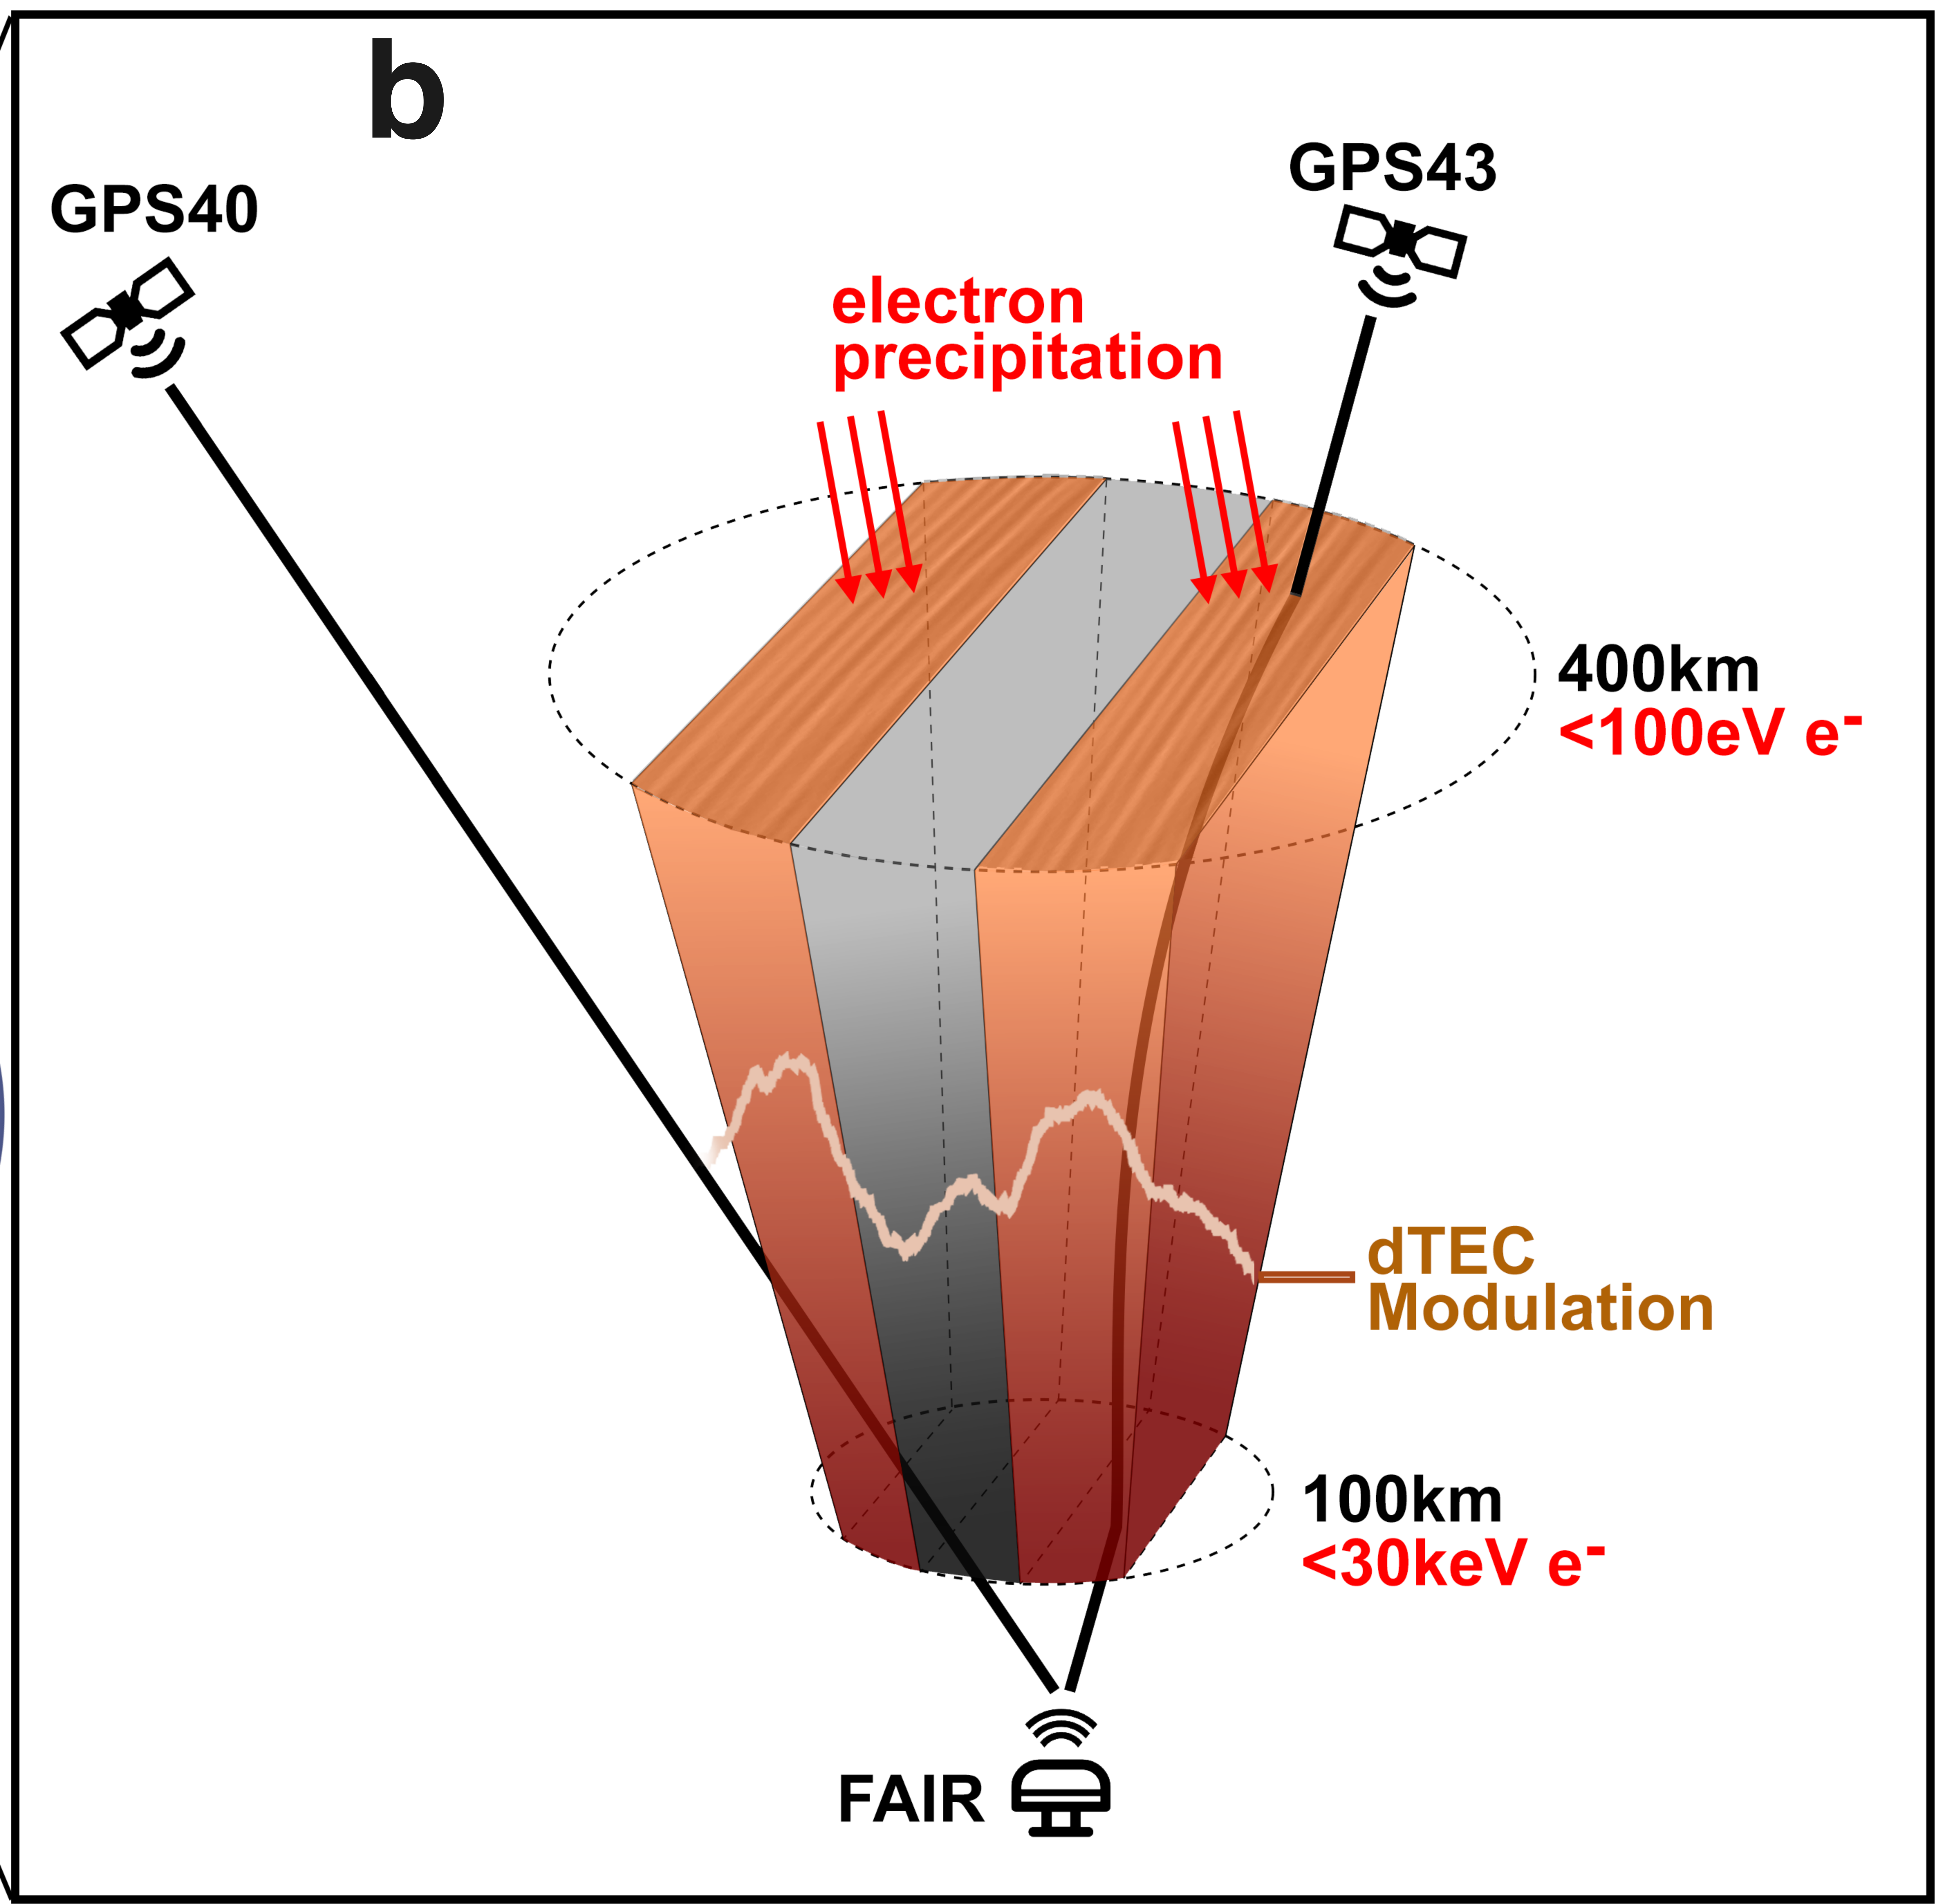 b
GPS40
GPS43
electron
precipitation
400km
<100eV e-
dTEC
Modulation
100km
<30keV e-
FAIR